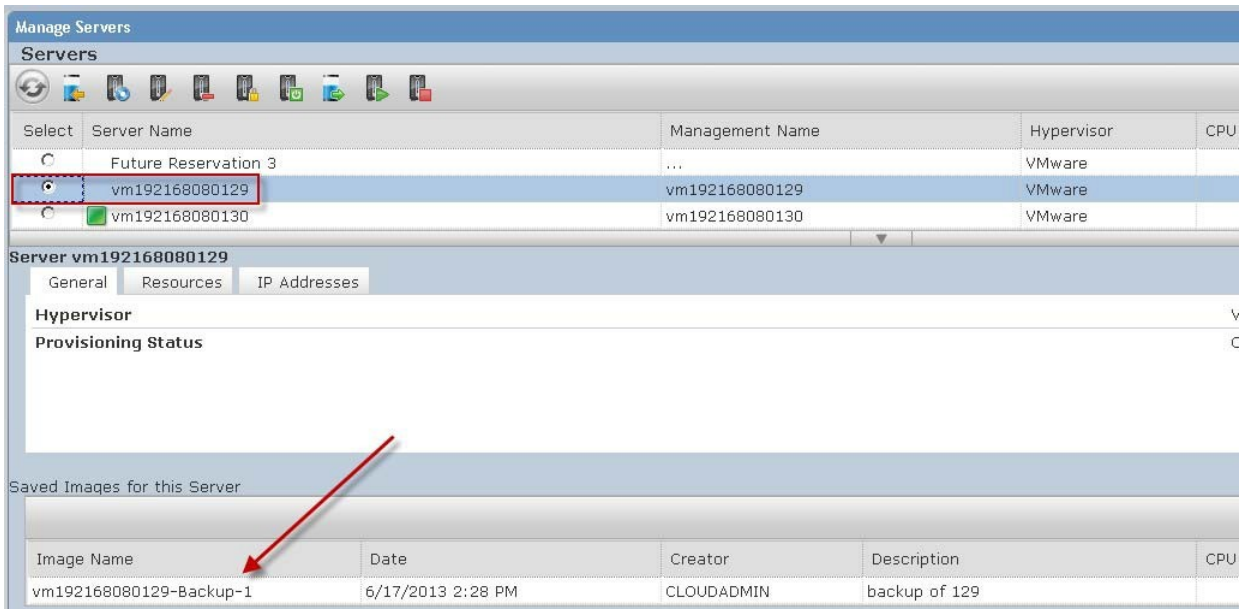 Manage Servers
Servers
Select Server Name Management Name Hypervisor CPU
Future Reservation 3 ... VMware
vm192168080129 vm192168080129 VMware
vm192168080130 vm192168080130 VMware
Server vm192168080129
General Resources IP Addresses
Hypervisor
Provisioning Status
Saved Images for this Server
Image Name Date Creator Description CPU
vm192168080129-Backup-1 6/17/2013 2:28 PM CLOUDADMIN backup of 129